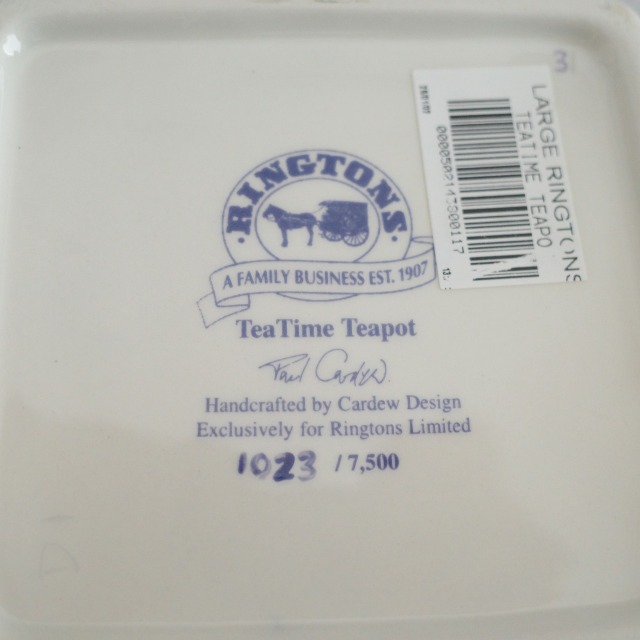 RINGTONS
A FAMILY BUSINESS EST. 1907
TeaTime Teapot
Paul Cardew.
Handcrafted by Cardew Design
Exclusively for Ringtons Limited
1023 / 7,500
3
LARGE RINGTONS
TEATIME TEAPO